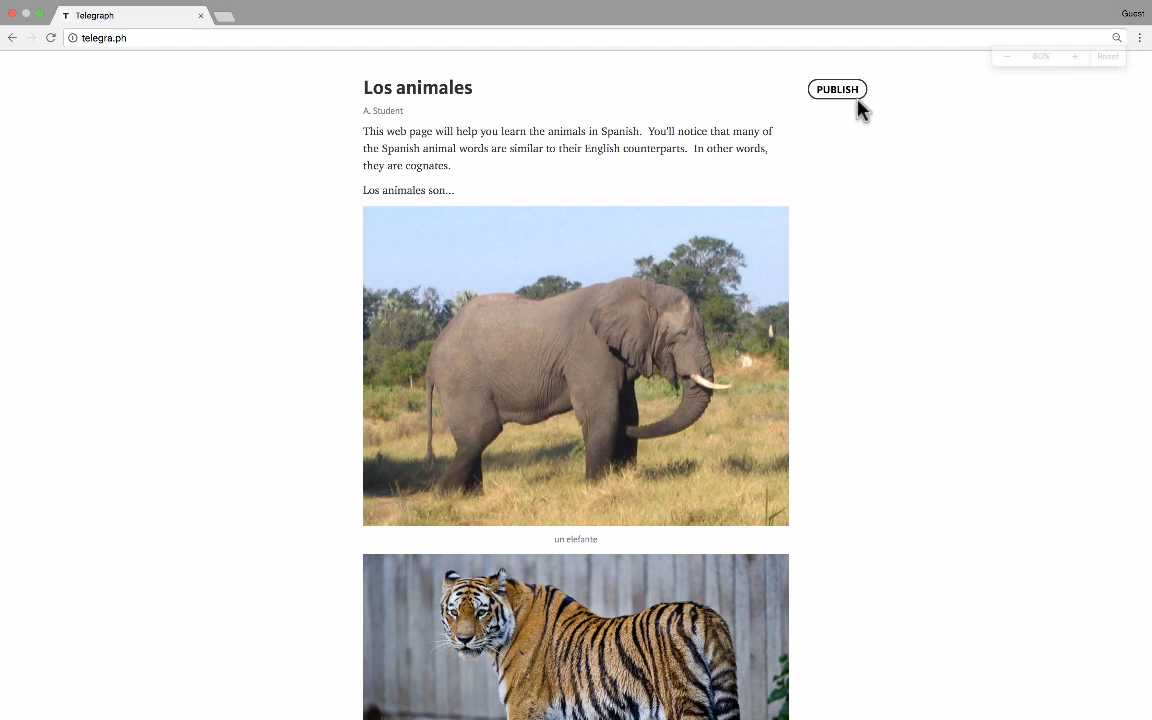 Telegraph
Guest
telegra.ph
80%
Reset
Los animales
PUBLISH
A. Student
This web page will help you learn the animals in Spanish. You'll notice that many of
the Spanish animal words are similar to their English counterparts. In other words,
they are cognates.
Los animales son...
un elefante